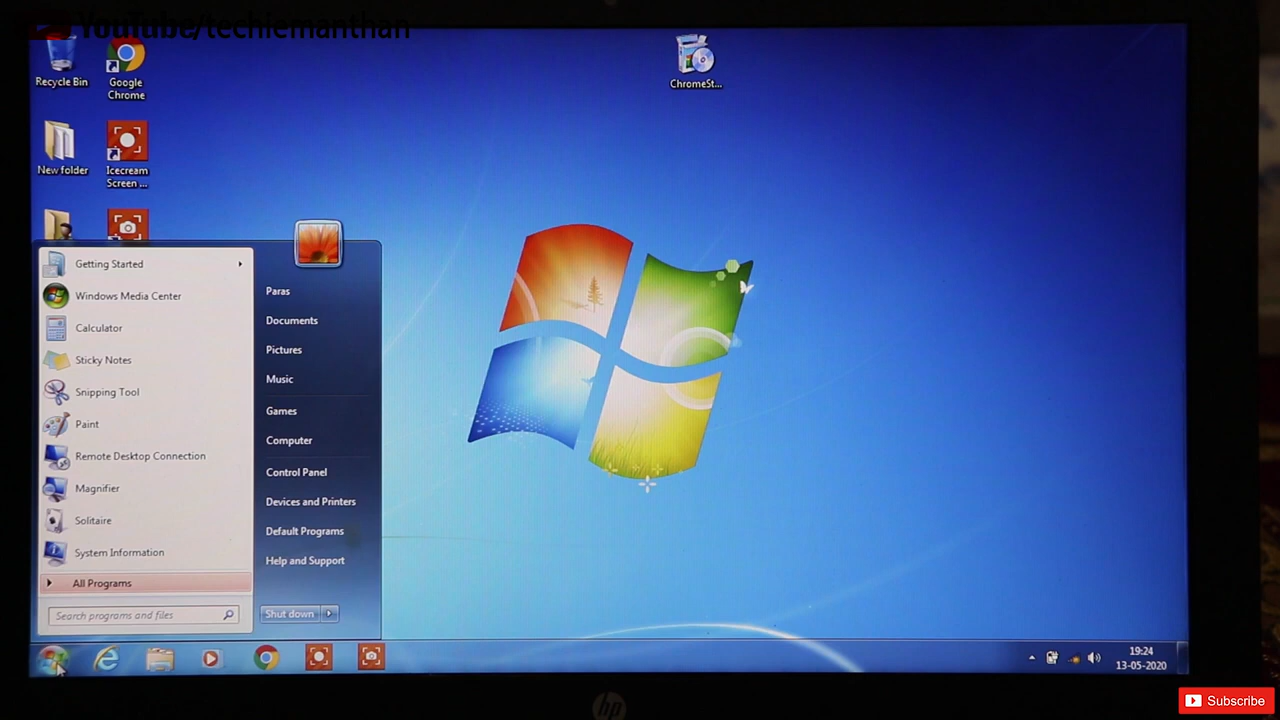 YouTube/techiemanthan
Recycle Bin
Google
Chrome
ChromeSt...
New folder
Icecream
Screen ...
Getting Started
Windows Media Center
Calculator
Sticky Notes
Snipping Tool
Paint
Remote Desktop Connection
Magnifier
Solitaire
System Information
All Programs
Search programs and files
Paras
Documents
Pictures
Music
Games
Computer
Control Panel
Devices and Printers
Default Programs
Help and Support
Shut down
19:24
13-05-2020
hp
Subscribe